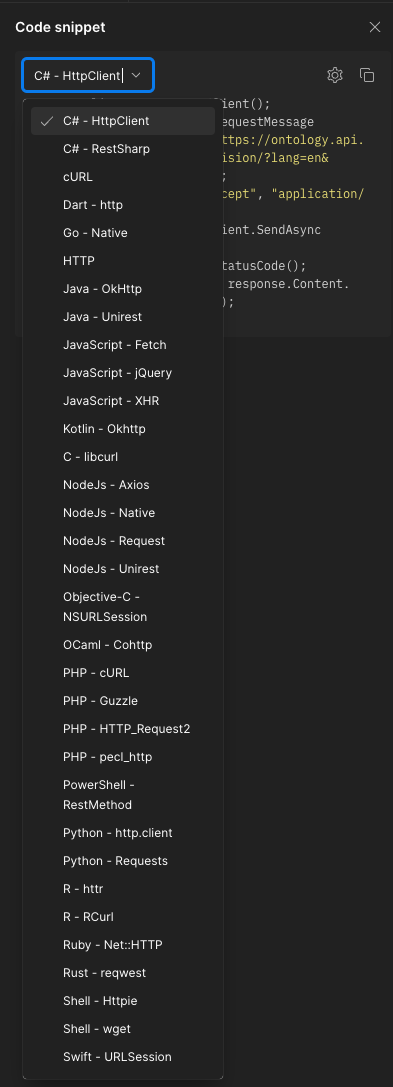 Code snippet
C# - HttpClient
C# - HttpClient
C# - RestSharp
cURL
Dart - http
Go - Native
HTTP
Java - OkHttp
Java - Unirest
JavaScript - Fetch
JavaScript - jQuery
JavaScript - XHR
Kotlin - Okhttp
C - libcurl
NodeJs - Axios
NodeJs - Native
NodeJs - Request
NodeJs - Unirest
Objective-C -
NSURLSession
OCaml - Cohttp
PHP - cURL
PHP - Guzzle
PHP - HTTP_Request2
PHP - pecl_http
PowerShell -
RestMethod
Python - http.client
Python - Requests
R - httr
R - RCurl
Ruby - Net::HTTP
Rust - reqwest
Shell - Httpie
Shell - wget
Swift - URLSession
ient();
equestMessage
ttps://ontology.api.
ision/?lang=en&
;
cept", "application/
ient.SendAsync
tatusCode();
response.Content.
);